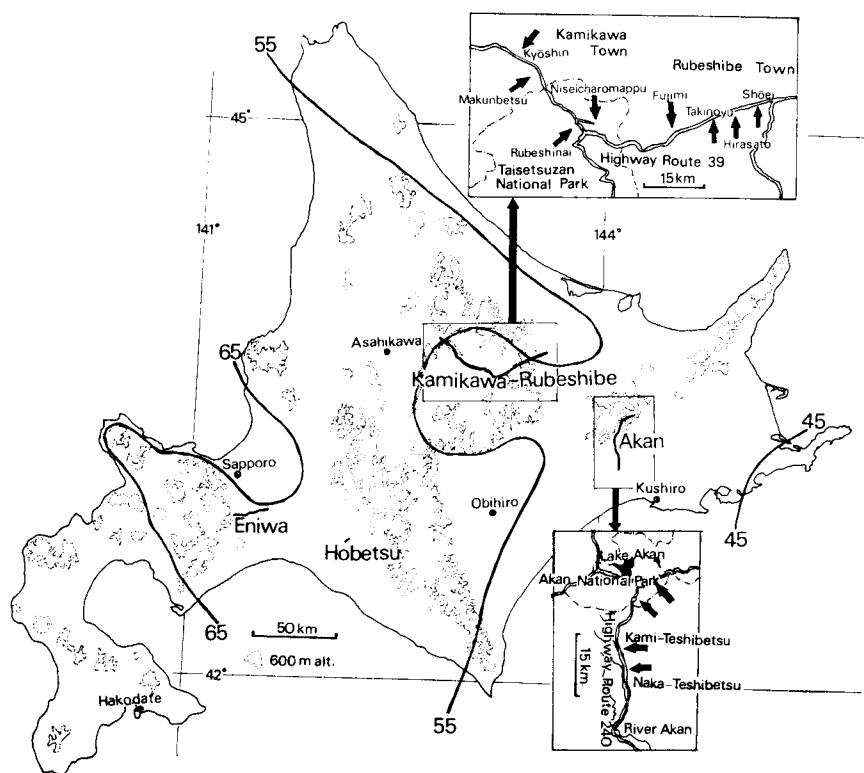 55
Kamikawa
Town
Kyōshin
Rubeshibe Town
Makunbetsu
Niseicharomappu
Fujimi
Shōei
Takinoyu
Rubeshinai
Highway Route 39
Hirasato
Taisetsuzan
National Park
15km
45°
141°
144°
Asahikawa
65
Kamikawa-Rubeshibe
Akan
45
Sapporo
Eniwa
Obihiro
Kushiro
Hobetsu
45
Lake Akan
Akan National Park
65
50 km
600 m alt.
42°
Kami-Teshibetsu
Naka-Teshibetsu
15 km
Highway Route 240
River Akan
Hakodate
55